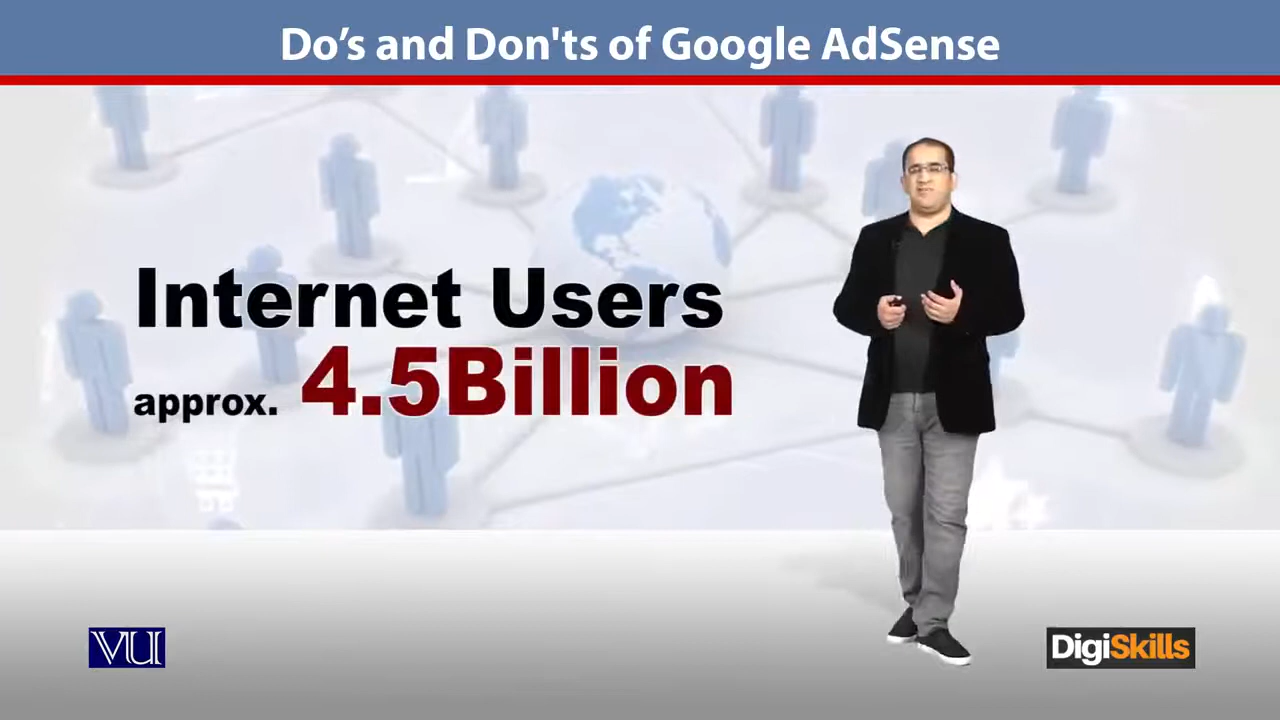 Do’s and Don'ts of Google AdSense
Internet Users
approx. 4.5Billion
VU
DigiSkills